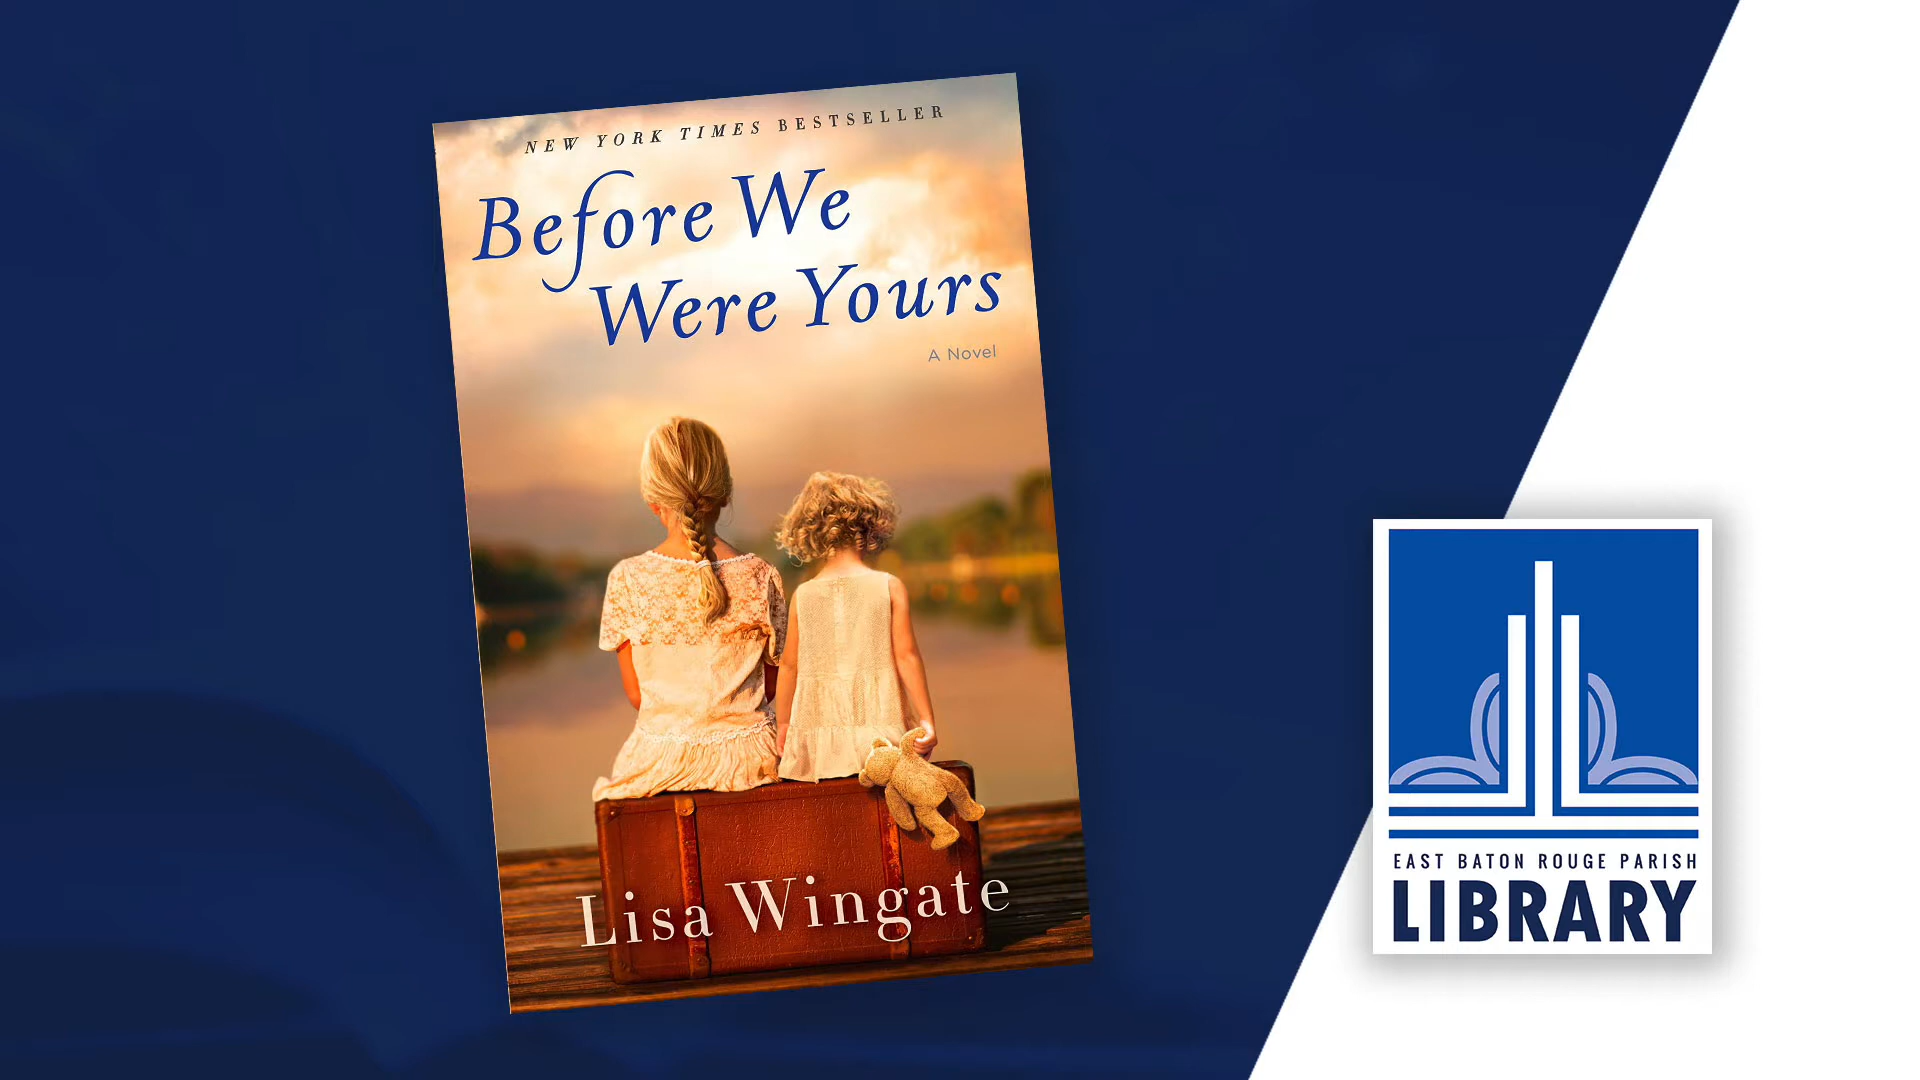 NEW YORK TIMES BESTSELLER
Before We
Were Yours
A Novel
Lisa Wingate
EAST BATON ROUGE PARISH
LIBRARY